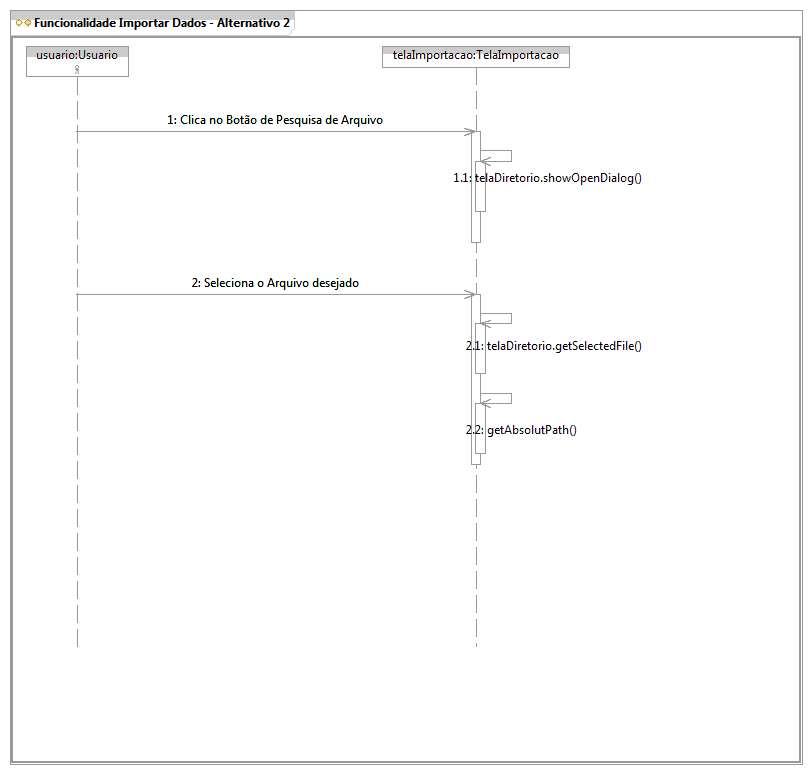 Funcionalidade Importar Dados - Alternativo 2
usuario:Usuario
telaImportacao:TelaImportacao
1: Clica no Botão de Pesquisa de Arquivo
1.1: telaDiretorio.showOpenDialog()
2: Seleciona o Arquivo desejado
2.1: telaDiretorio.getSelectedFile()
2.2: getAbsolutPath()